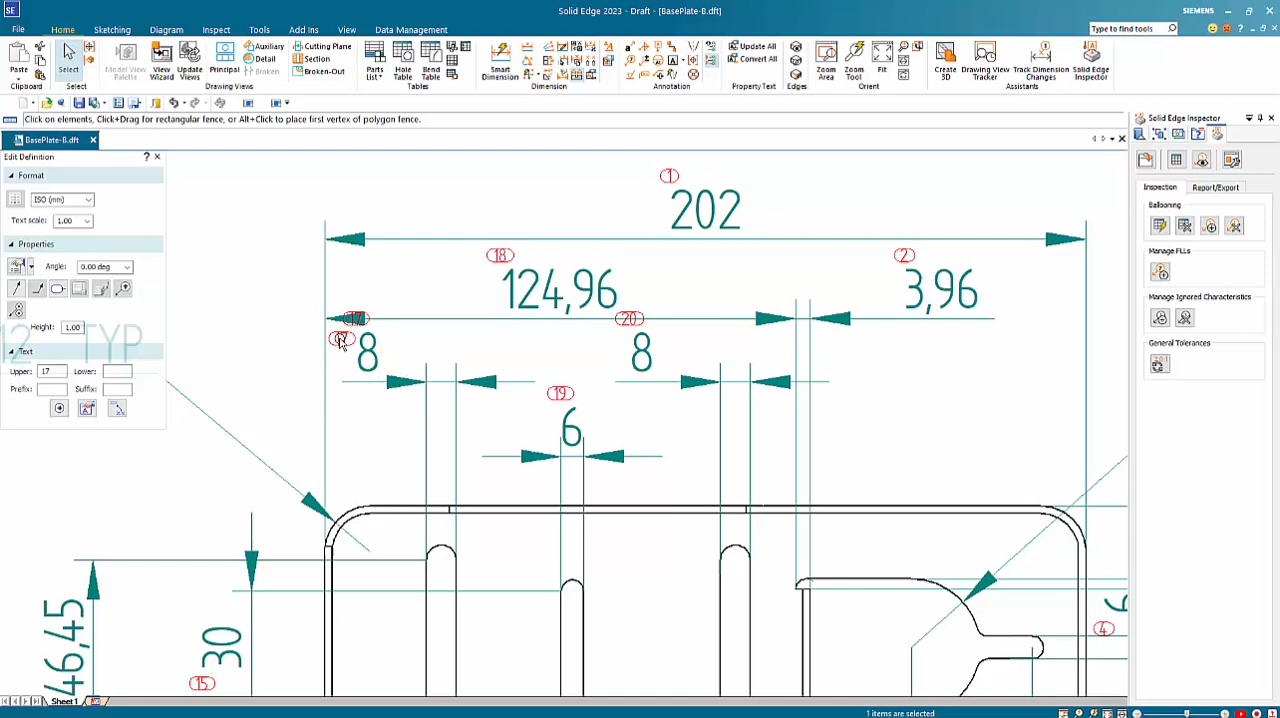 SE
Solid Edge 2023 - Draft - [BasePlate-B.dft]
SIEMENS
File
Home
Sketching
Diagram
Inspect
Tools
Add Ins
View
Data Management
Type to find tools
Paste
Clipboard
Select
Select
Model View Palette
View Wizard
Update Views
Principal
Auxiliary
Detail
Broken
Cutting Plane
Section
Broken-Out
Drawing Views
Parts List
Hole Table
Bend Table
Tables
Smart Dimension
Dimension
Annotation
Update All
Convert All
Property Text
Edges
Zoom Area
Zoom Tool
Fit
Orient
Create 3D
Drawing View Tracker
Track Dimension Changes
Solid Edge Inspector
Assistants
Click on elements, Click+Drag for rectangular fence, or Alt+Click to place first vertex of polygon fence.
BasePlate-B.dft
Edit Definition
Format
ISO (mm)
Text scale: 1.00
Properties
Angle: 0.00 deg
Height: 1.00
12 TYP
Text
Upper: 17
Lower:
Prefix:
Suffix:
1
202
18
124,96
2
3,96
17
8
20
8
19
6
46,45
30
15
6
4
Solid Edge Inspector
Inspection
Report/Export
Ballooning
Manage FLLs
Manage Ignored Characteristics
General Tolerances
Sheet1
1 items are selected